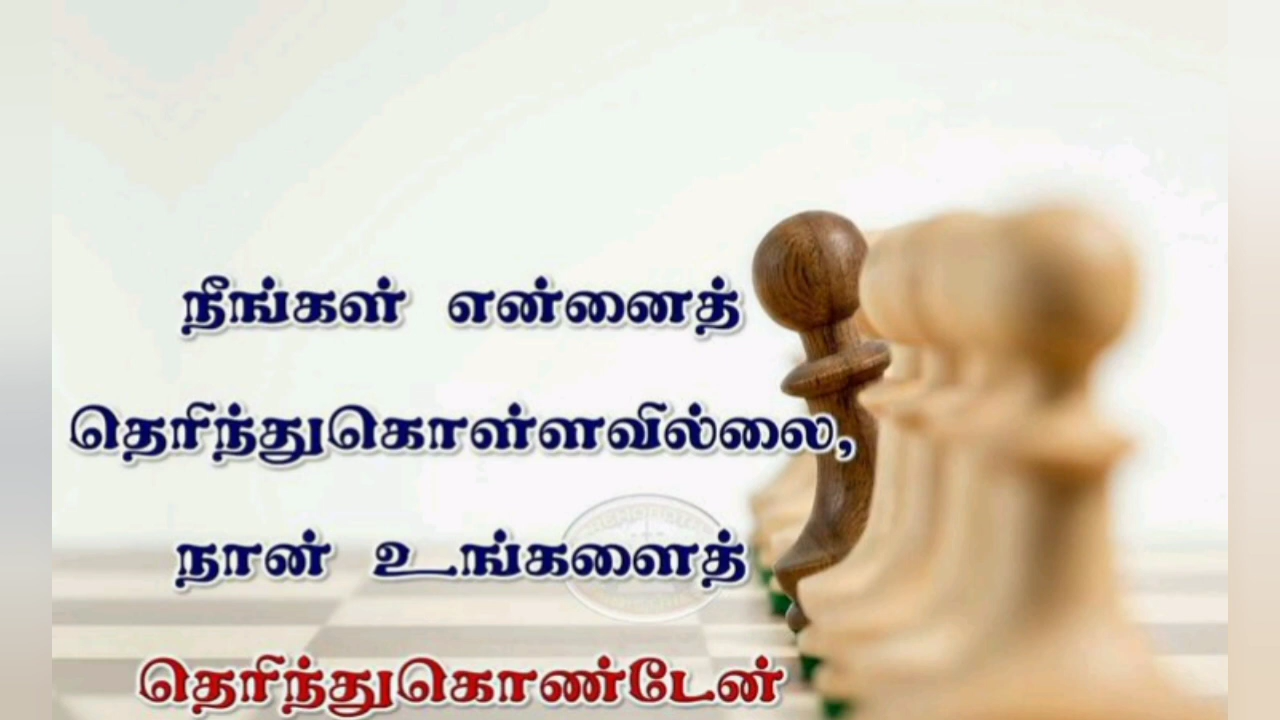 நீங்கள் என்னைத்
தெரிந்துகொள்ளவில்லை,
நான் உங்களைத்
தெரிந்துகொண்டேன்